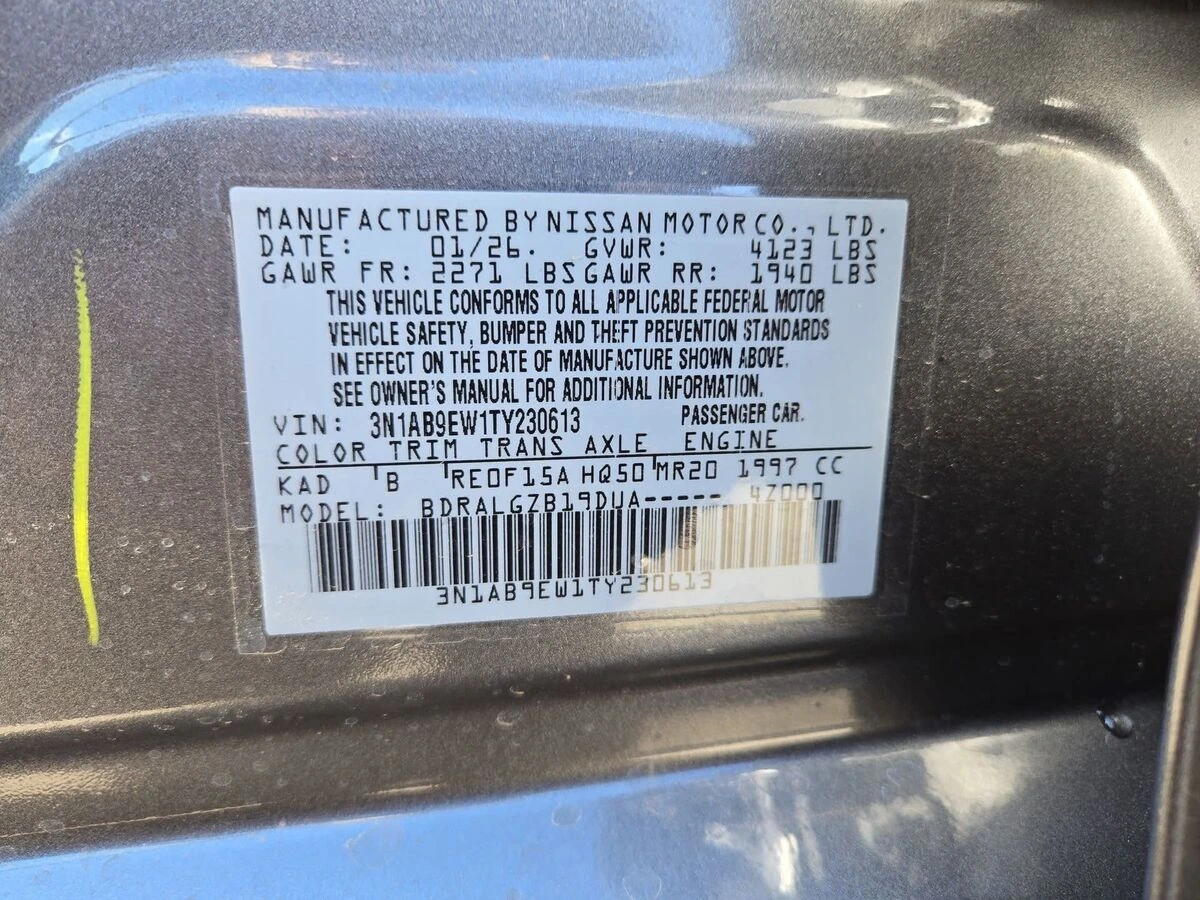 MANUFACTURED BY NISSAN MOTOR CO., LTD.
DATE: 01/26. GVWR: 4123 LBS
GAWR FR: 2271 LBS GAWR RR: 1940 LBS
THIS VEHICLE CONFORMS TO ALL APPLICABLE FEDERAL MOTOR
VEHICLE SAFETY, BUMPER AND THEFT PREVENTION STANDARDS
IN EFFECT ON THE DATE OF MANUFACTURE SHOWN ABOVE.
SEE OWNER'S MANUAL FOR ADDITIONAL INFORMATION.
VIN: 3N1AB9EW1TY230613 PASSENGER CAR.
COLOR TRIM TRANS AXLE ENGINE
KAD B RE0F15A HQ50 MR20 1997 CC
MODEL: BDRALGZB19DUA----- 4Z000
3N1AB9EW1TY230613